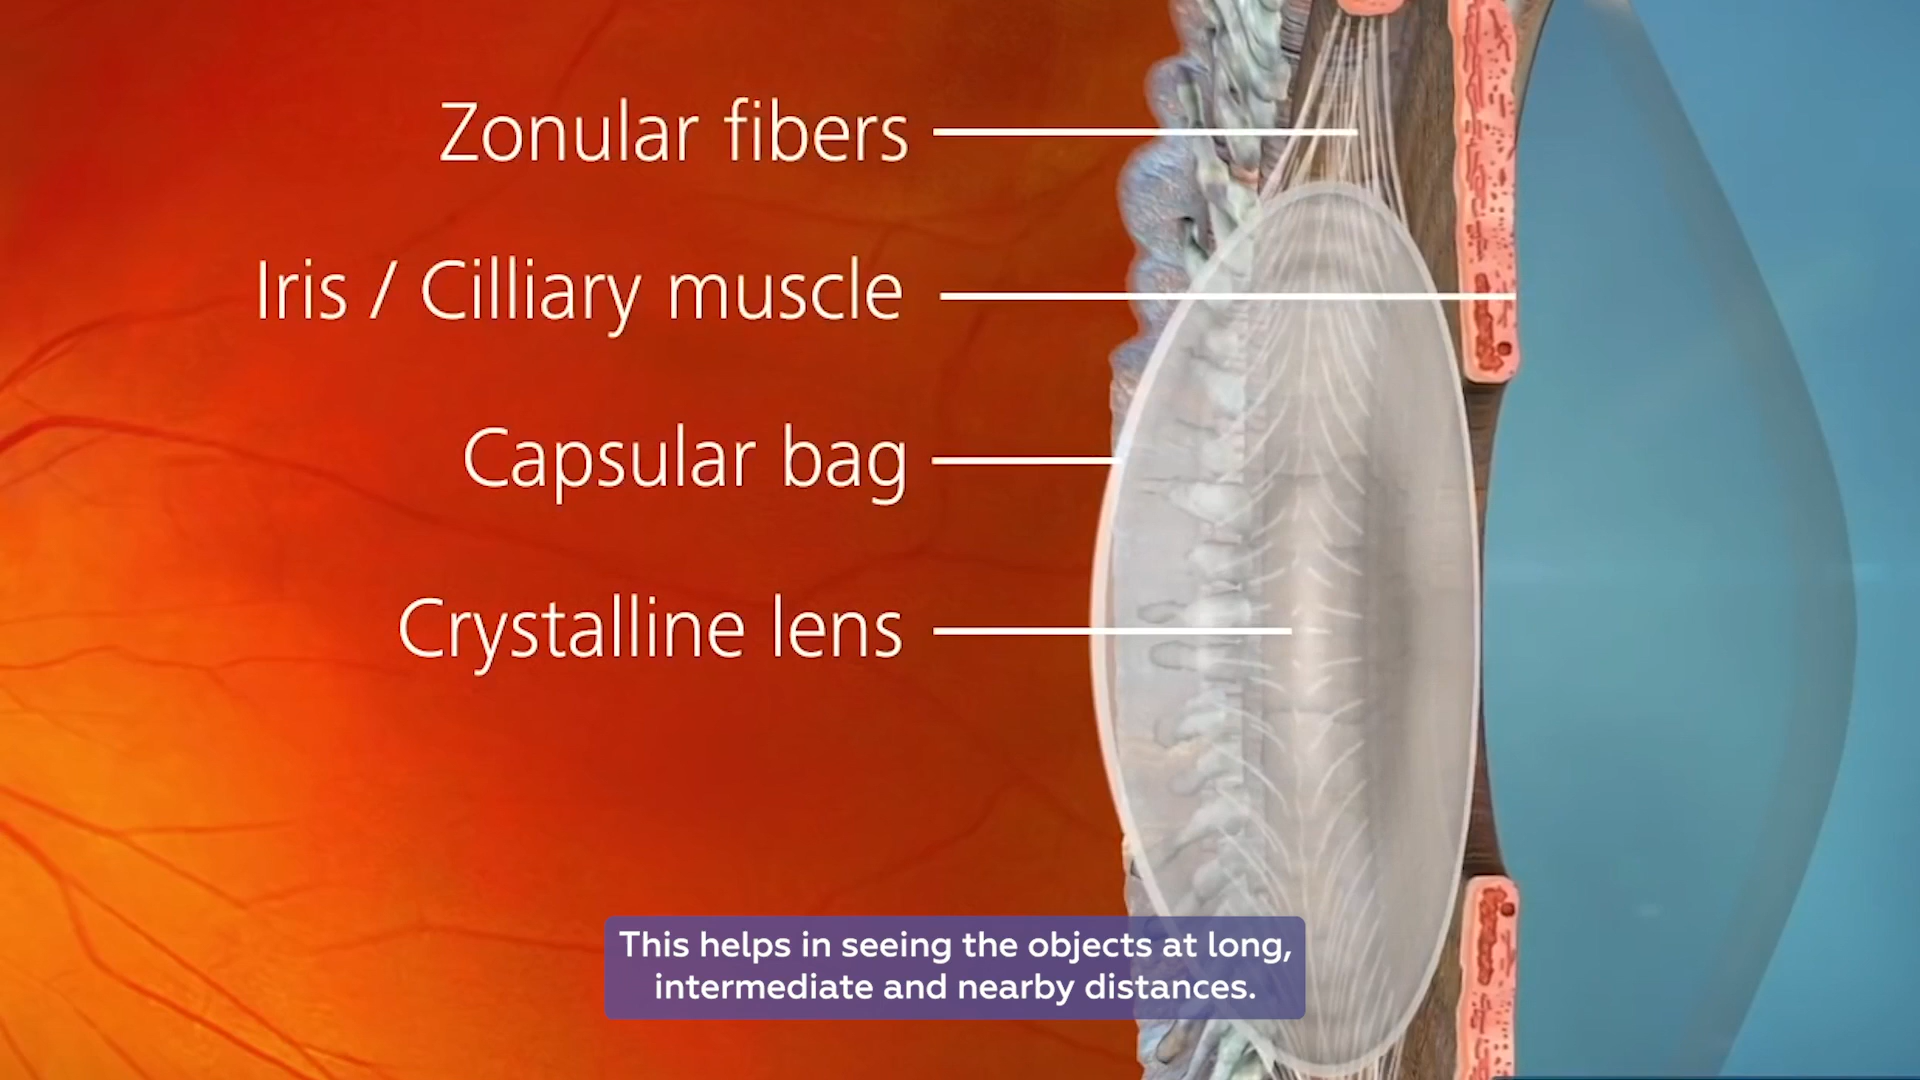 Zonular fibers
Iris / Cilliary muscle
Capsular bag
Crystalline lens
This helps in seeing the objects at long,
intermediate and nearby distances.